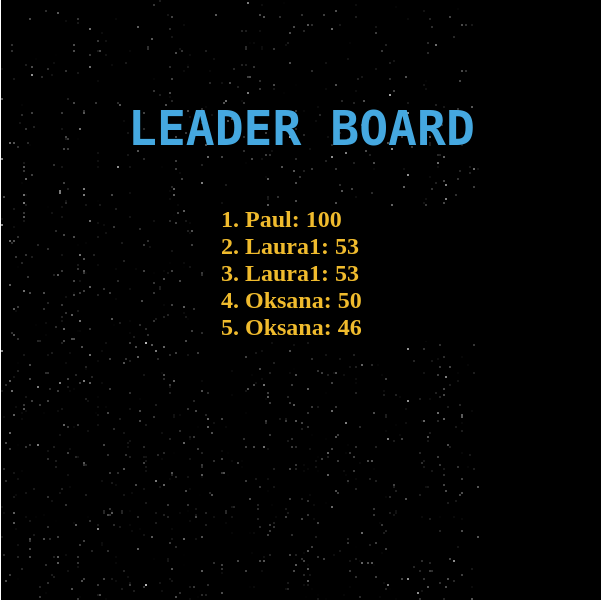 LEADER BOARD
1. Paul: 100
2. Laura1: 53
3. Laura1: 53
4. Oksana: 50
5. Oksana: 46